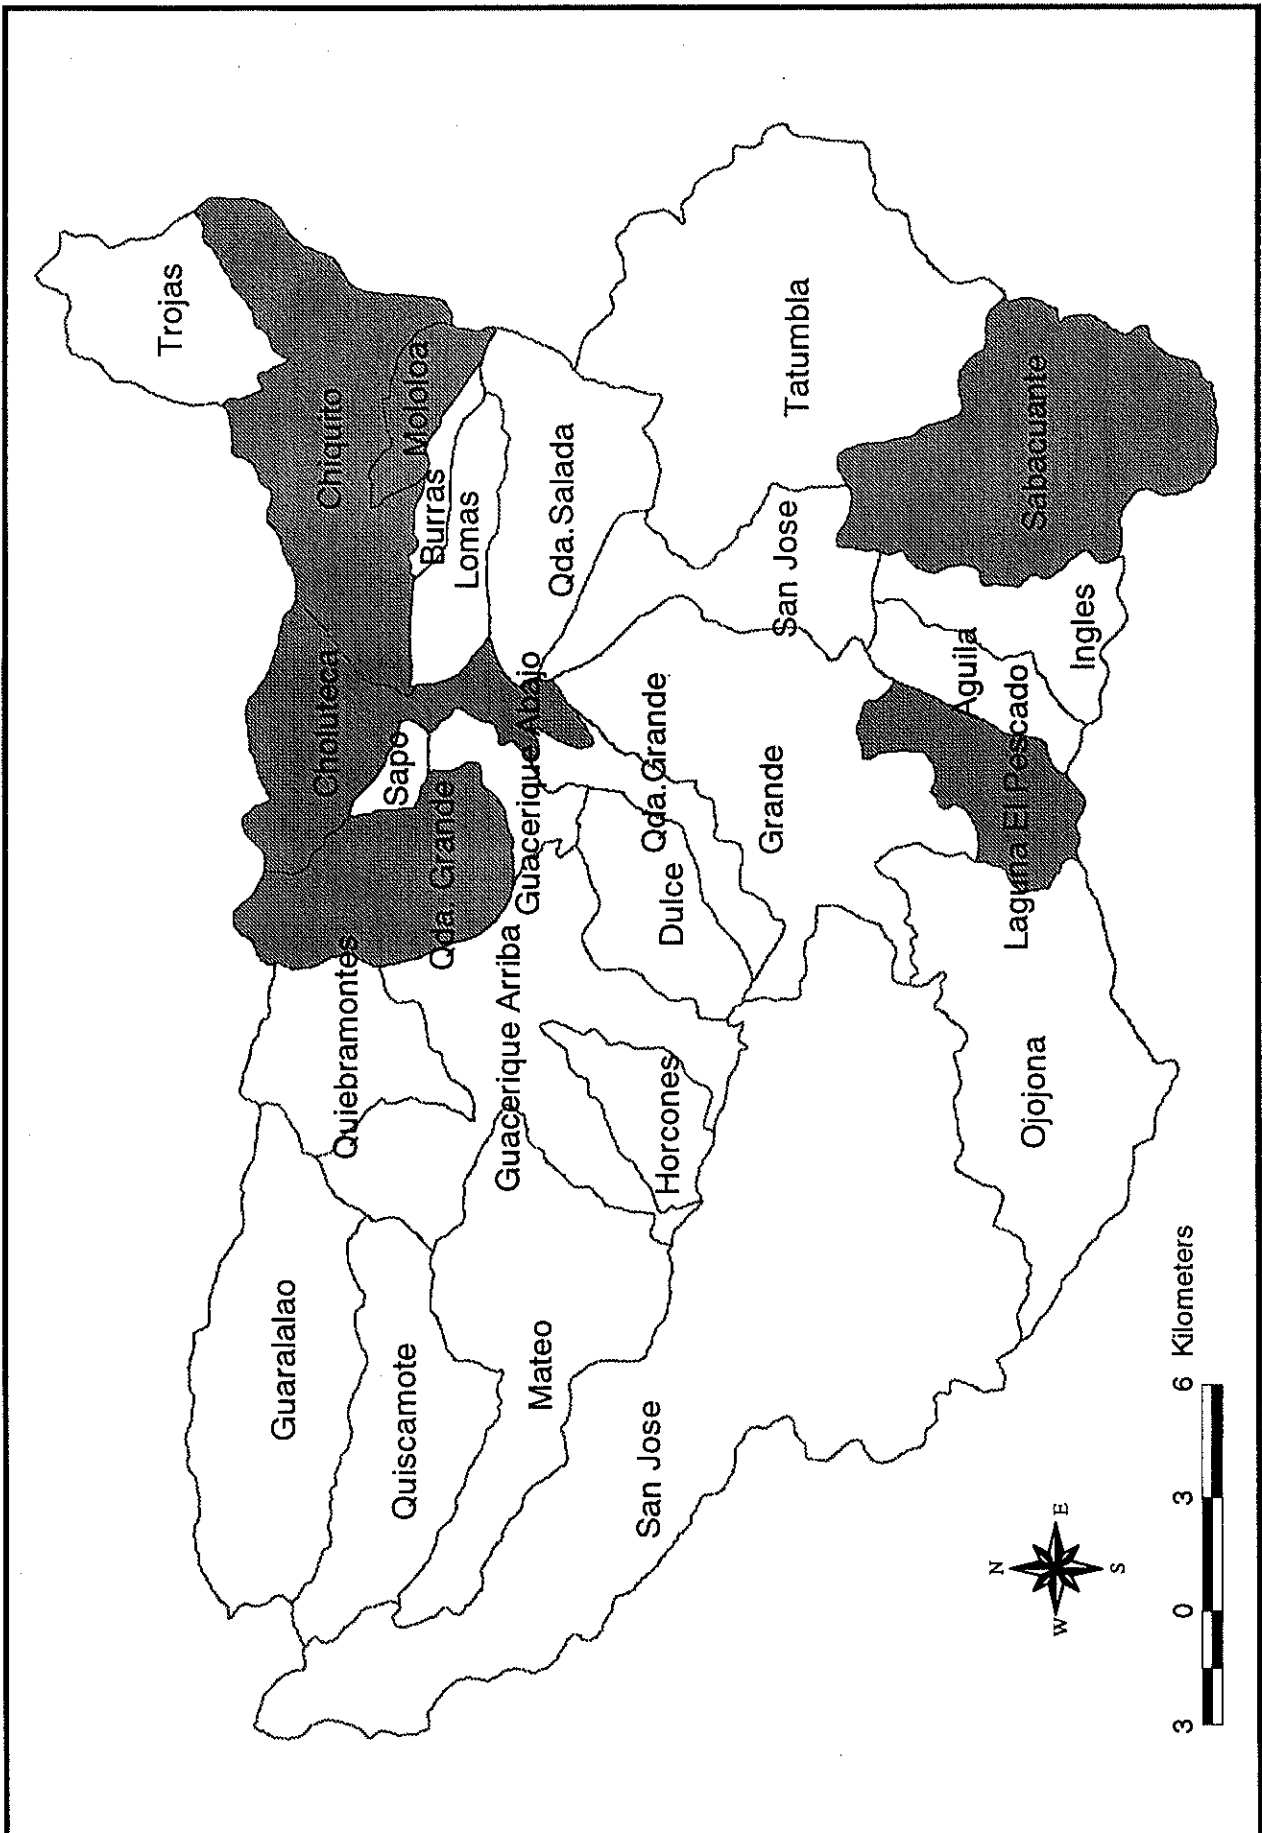 Trojas
Guaralalao
Choluteca
Chiquito
Quiebramontes
Sapo
Quiscamote
Mololoa
Burras
Qda. Grande
Lomas
Guacerique Arriba
Guacerique Abajo
Mateo
Qda. Salada
San Jose
Qda. Grande
Horcones
Dulce
Grande
San Jose
Tatumbla
Aguila
Laguna El Pescado
Ojojona
Sabacuante
Ingles
N
W E
S
3 0 3 6 Kilometers